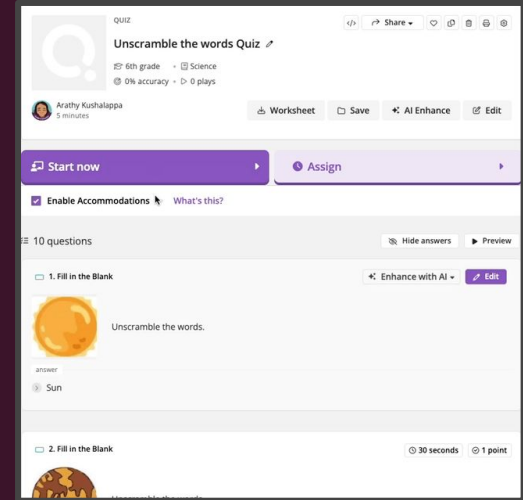 QUIZ
</> Share
Unscramble the words Quiz
6th grade • Science
0% accuracy • 0 plays
Arathy Kushalappa
5 minutes
Worksheet Save AI Enhance Edit
Start now Assign
Enable Accommodations What's this?
10 questions Hide answers Preview
1. Fill in the Blank Enhance with AI Edit
Unscramble the words.
answer
Sun
2. Fill in the Blank 30 seconds 1 point